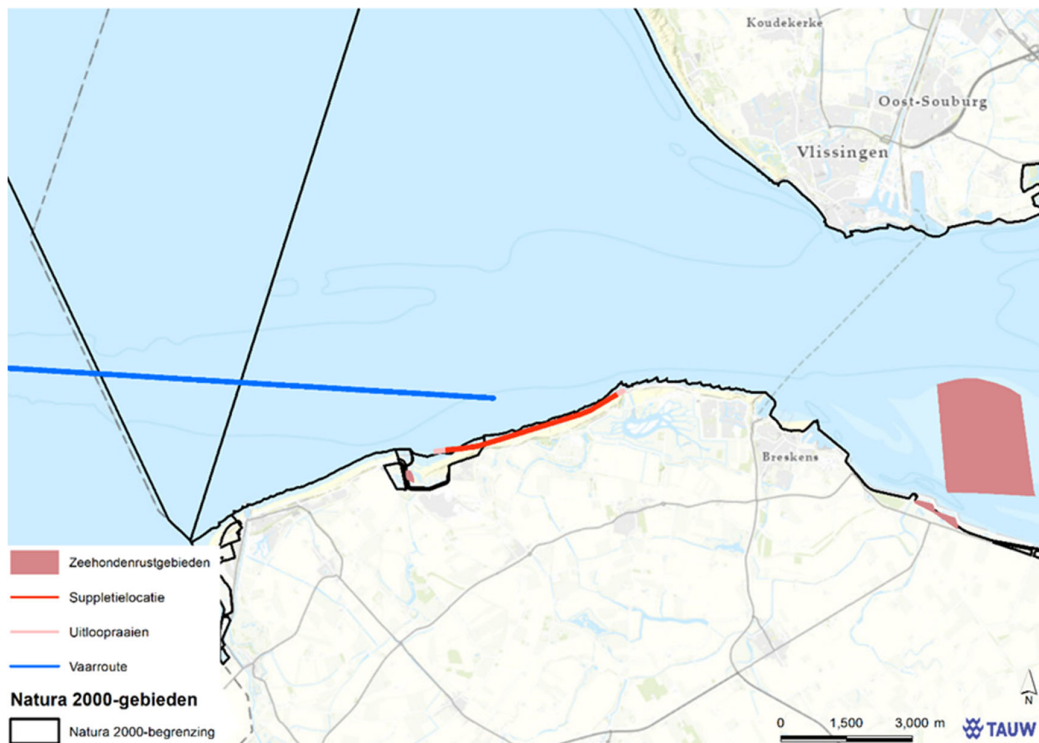 Koudekerke
Oost-Souburg
Vlissingen
Breskens
Zeehondenrustgebieden
Suppletielocatie
Uitloopraaien
Vaarroute
Natura 2000-gebieden
Natura 2000-begrenzing
N
0 1,500 3,000 m
TAUW